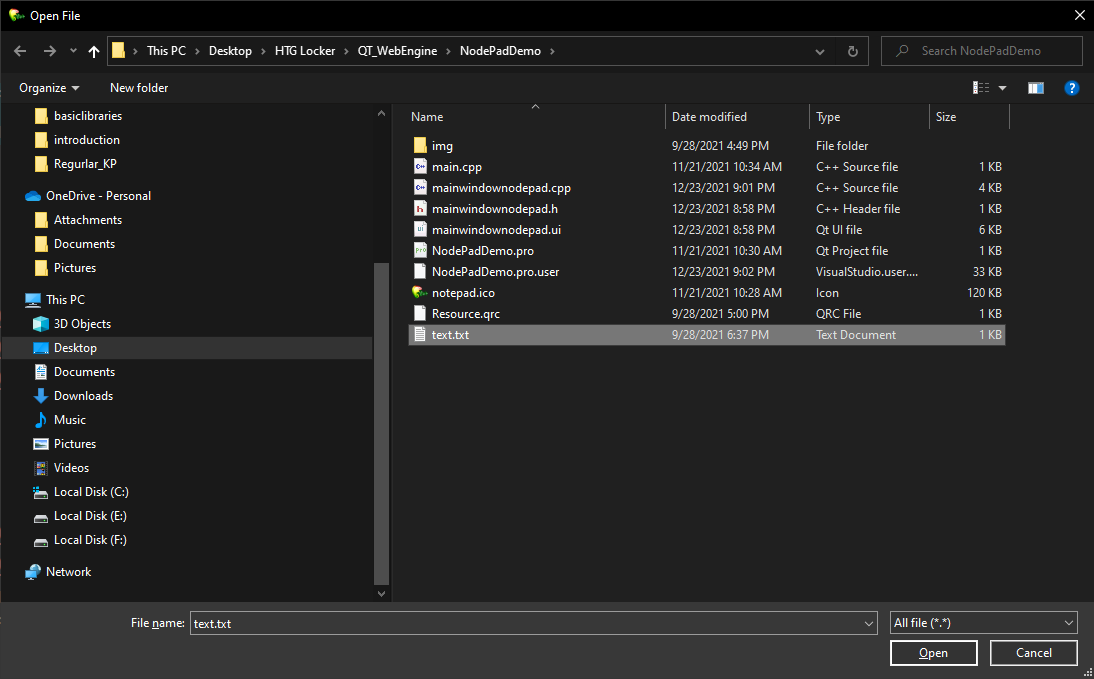 Open File
This PC > Desktop > HTG Locker > QT_WebEngine > NodePadDemo >
Search NodePadDemo
Organize
New folder
?
basiclibraries
introduction
Regurlar_KP
OneDrive - Personal
Attachments
Documents
Pictures
This PC
3D Objects
Desktop
Documents
Downloads
Music
Pictures
Videos
Local Disk (C:)
Local Disk (E:)
Local Disk (F:)
Network
Name Date modified Type Size
img 9/28/2021 4:49 PM File folder
main.cpp 11/21/2021 10:34 AM C++ Source file 1 KB
mainwindownodepad.cpp 12/23/2021 9:01 PM C++ Source file 4 KB
mainwindownodepad.h 12/23/2021 8:58 PM C++ Header file 1 KB
mainwindownodepad.ui 12/23/2021 8:58 PM Qt UI file 6 KB
NodePadDemo.pro 11/21/2021 10:30 AM Qt Project file 1 KB
NodePadDemo.pro.user 12/23/2021 9:02 PM VisualStudio.user.... 33 KB
notepad.ico 11/21/2021 10:28 AM Icon 120 KB
Resource.qrc 9/28/2021 5:00 PM QRC File 1 KB
text.txt 9/28/2021 6:37 PM Text Document 1 KB
File name: text.txt
All file (*.*)
Open
Cancel